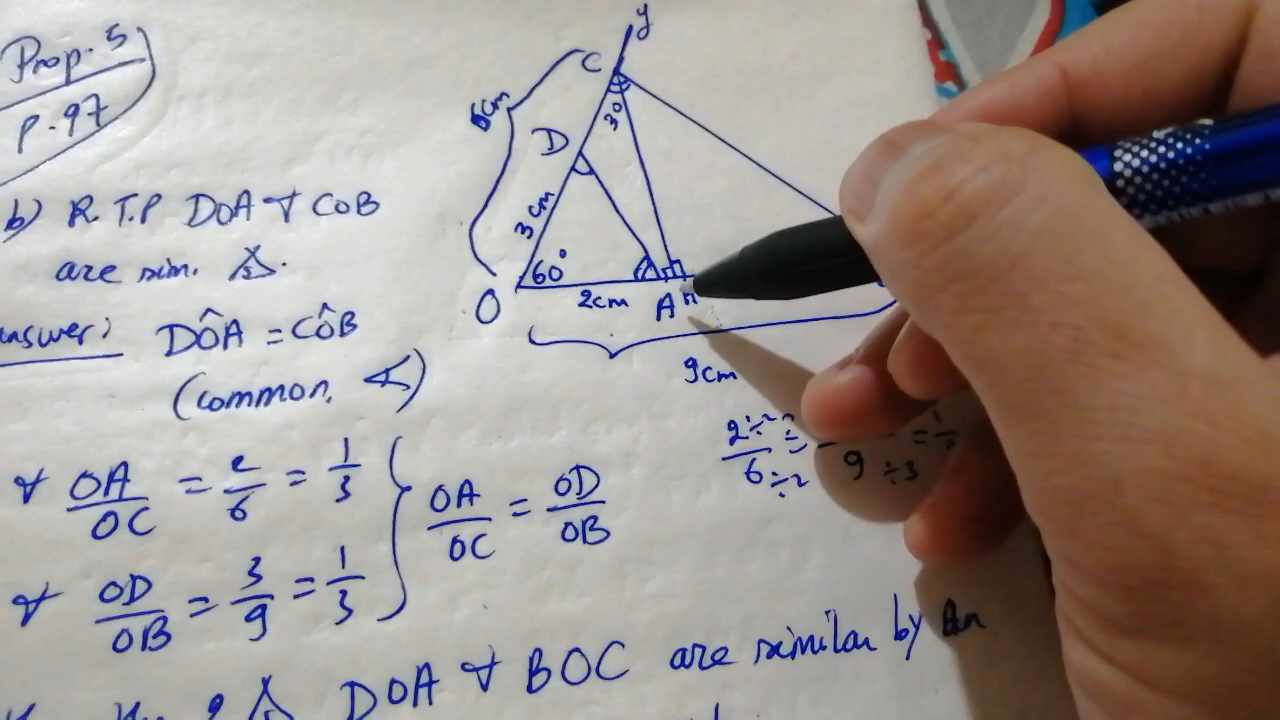 Prop. 5
P. 97
b) R.T.P DOA & COB
are sim.
answer: DÔA = CÔB
(common, ∢)
& OA/OC = 2/6 = 1/3
& OD/OB = 3/9 = 1/3
OA/OC = OD/OB
DOA & BOC are similar by an
y
C
6cm
30
D
3cm
60°
O
2cm
A
H
9cm
2÷2
6÷2
9÷3